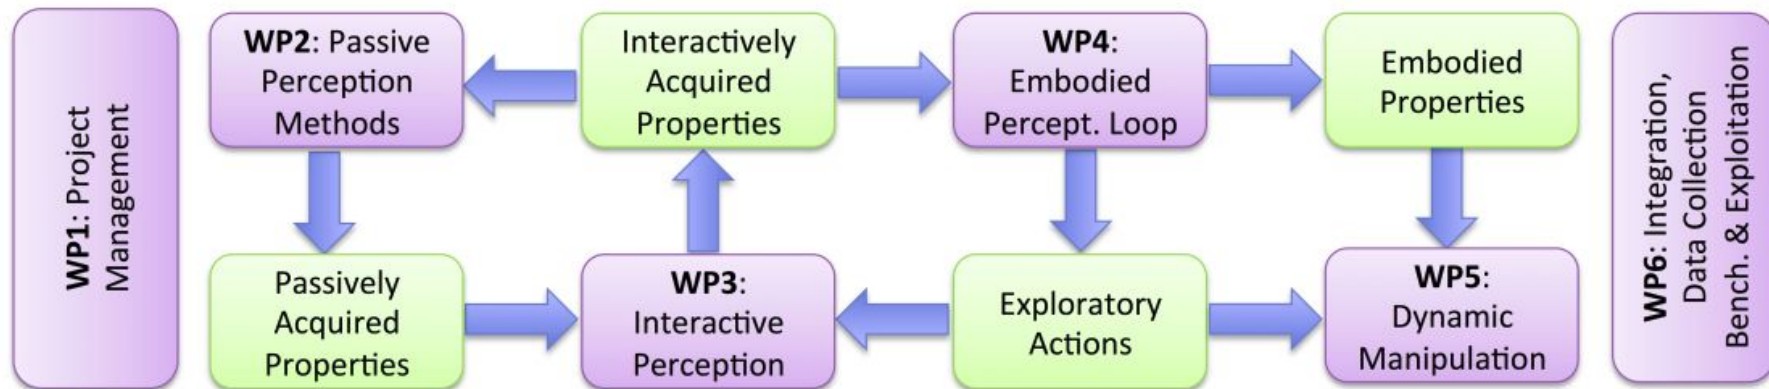 WP1: Project
Management
WP2: Passive
Perception
Methods
Interactively
Acquired
Properties
WP4:
Embodied
Percept. Loop
Embodied
Properties
Passively
Acquired
Properties
WP3:
Interactive
Perception
Exploratory
Actions
WP5:
Dynamic
Manipulation
WP6: Integration,
Data Collection
Bench. & Exploitation